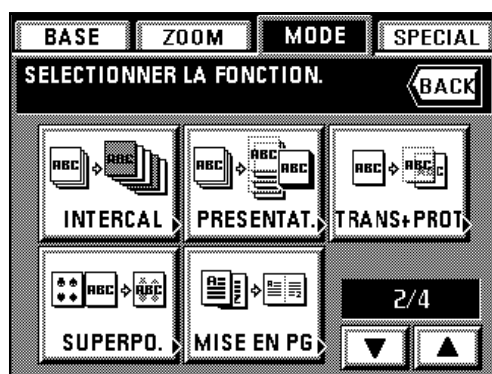 BASE ZOOM MODE SPECIAL
SELECTIONNER LA FONCTION.
BACK
ABC ABC ABC ABC ABC ABC ABC C
INTERCAL PRESENTAT. TRANS+PROT
ABC ABC
2/4
SUPERPO. MISE EN PG